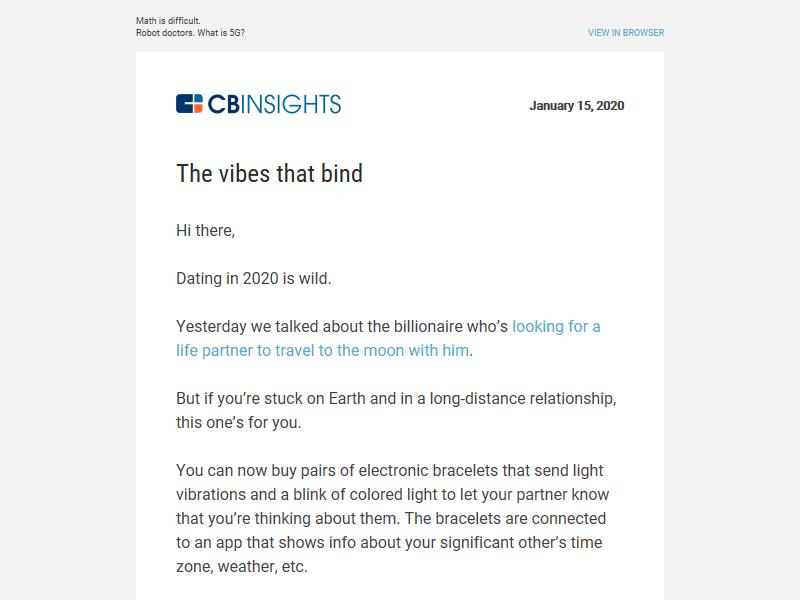 Math is difficult.
Robot doctors. What is 5G?
VIEW IN BROWSER
CBINSIGHTS
January 15, 2020
The vibes that bind
Hi there,
Dating in 2020 is wild.
Yesterday we talked about the billionaire who’s looking for a
life partner to travel to the moon with him.
But if you’re stuck on Earth and in a long-distance relationship,
this one’s for you.
You can now buy pairs of electronic bracelets that send light
vibrations and a blink of colored light to let your partner know
that you’re thinking about them. The bracelets are connected
to an app that shows info about your significant other’s time
zone, weather, etc.